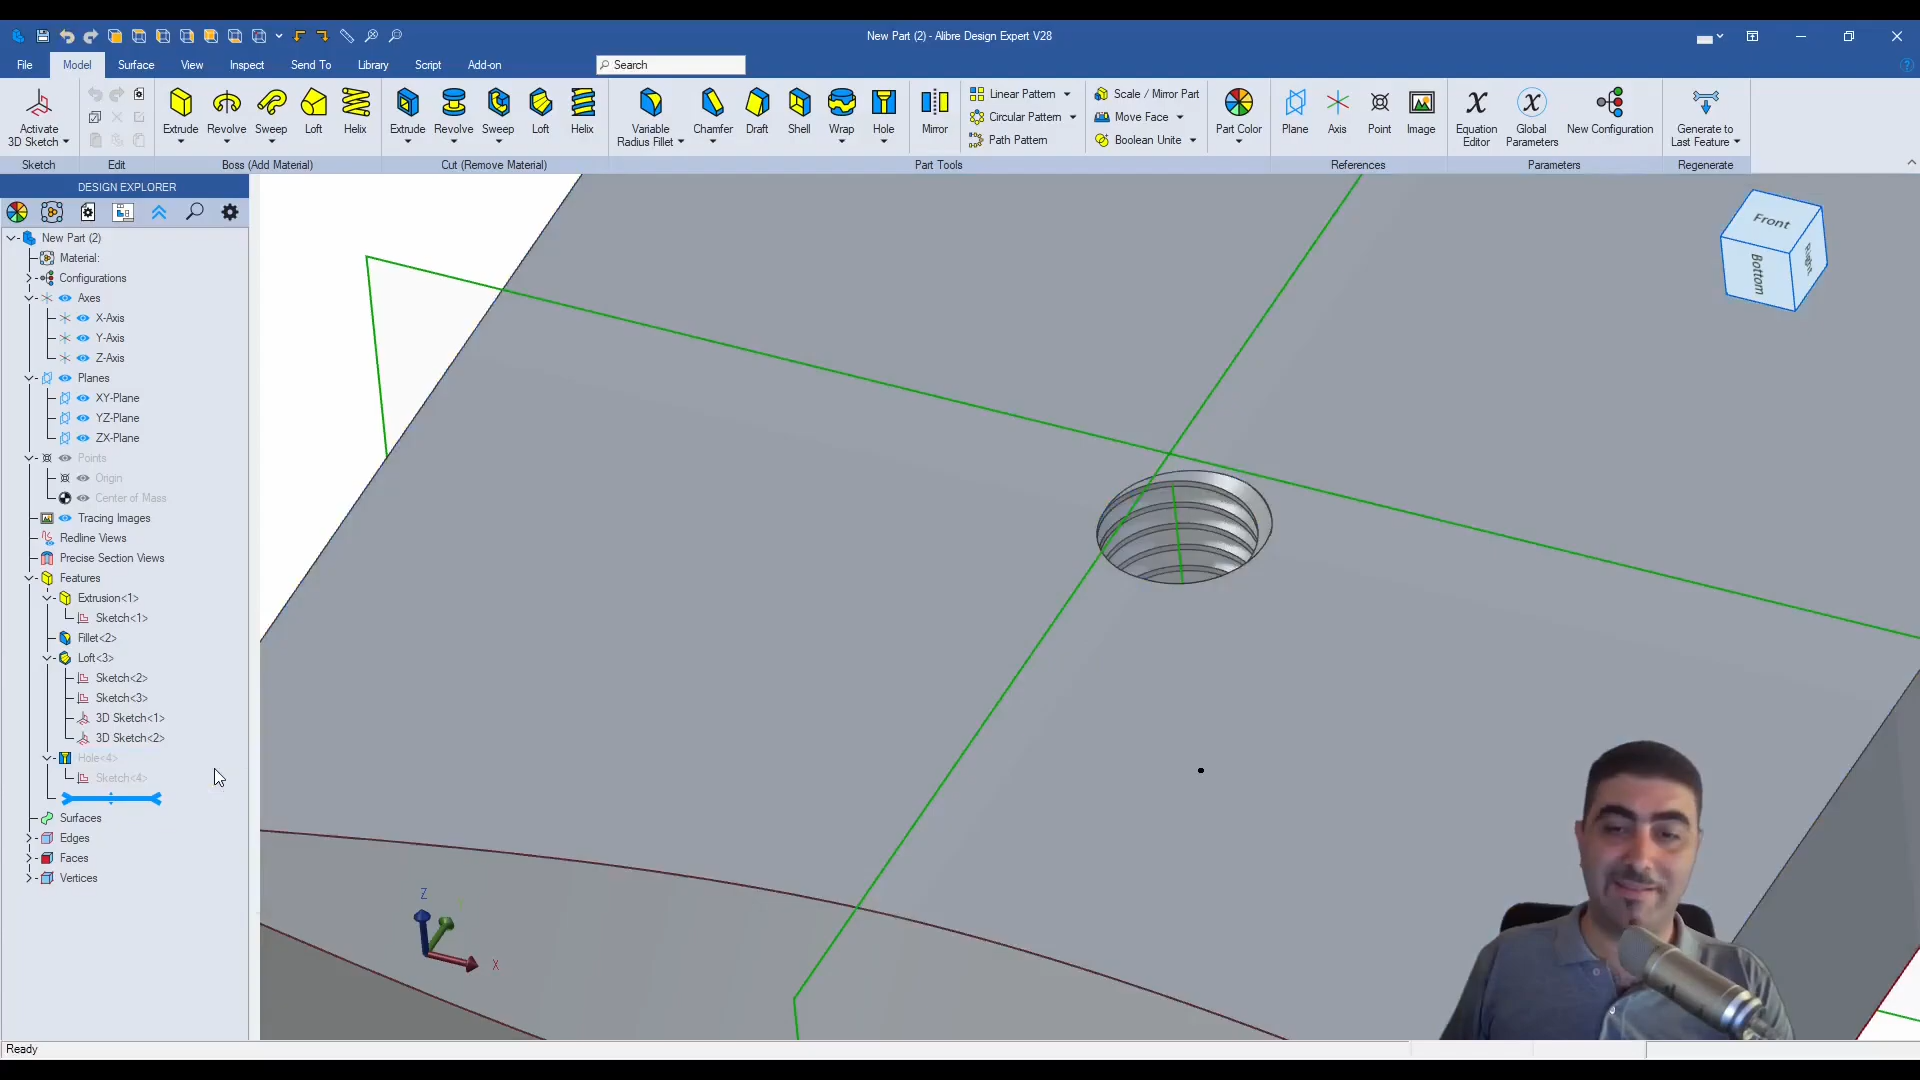 New Part (2) - Alibre Design Expert V28
File Model Surface View Inspect Send To Library Script Add-on Search
Activate 3D Sketch
Sketch
Edit
Extrude Revolve Sweep Loft Helix
Boss (Add Material)
Extrude Revolve Sweep Loft Helix
Cut (Remove Material)
Variable Radius Fillet
Chamfer Draft Shell Wrap Hole Mirror
Linear Pattern
Circular Pattern
Path Pattern
Scale / Mirror Part
Move Face
Boolean Unite
Part Color
Part Tools
Plane Axis Point Image
References
Equation Editor
Global Parameters
New Configuration
Parameters
Generate to Last Feature
Regenerate
DESIGN EXPLORER
New Part (2)
Material:
Configurations
Axes
X-Axis
Y-Axis
Z-Axis
Planes
XY-Plane
YZ-Plane
ZX-Plane
Points
Origin
Center of Mass
Tracing Images
Redline Views
Precise Section Views
Features
Extrusion<1>
Sketch<1>
Fillet<2>
Loft<3>
Sketch<2>
Sketch<3>
3D Sketch<1>
3D Sketch<2>
Hole<4>
Sketch<4>
Surfaces
Edges
Faces
Vertices
Front
Bottom
Right
Z
X
Ready